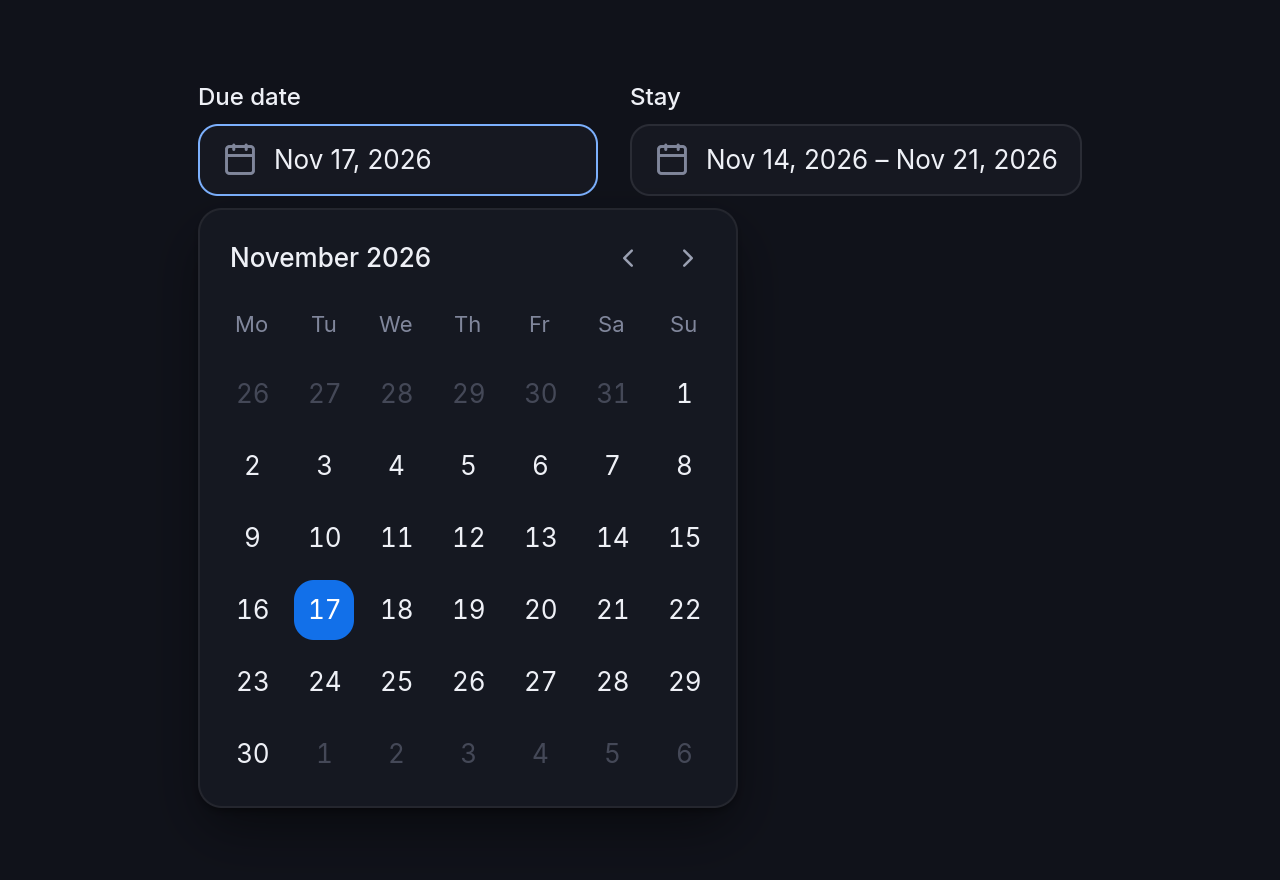 Due date
Stay
Nov 17, 2026
Nov 14, 2026 – Nov 21, 2026
November 2026
Mo Tu We Th Fr Sa Su
26 27 28 29 30 31 1
2 3 4 5 6 7 8
9 10 11 12 13 14 15
16 17 18 19 20 21 22
23 24 25 26 27 28 29
30 1 2 3 4 5 6